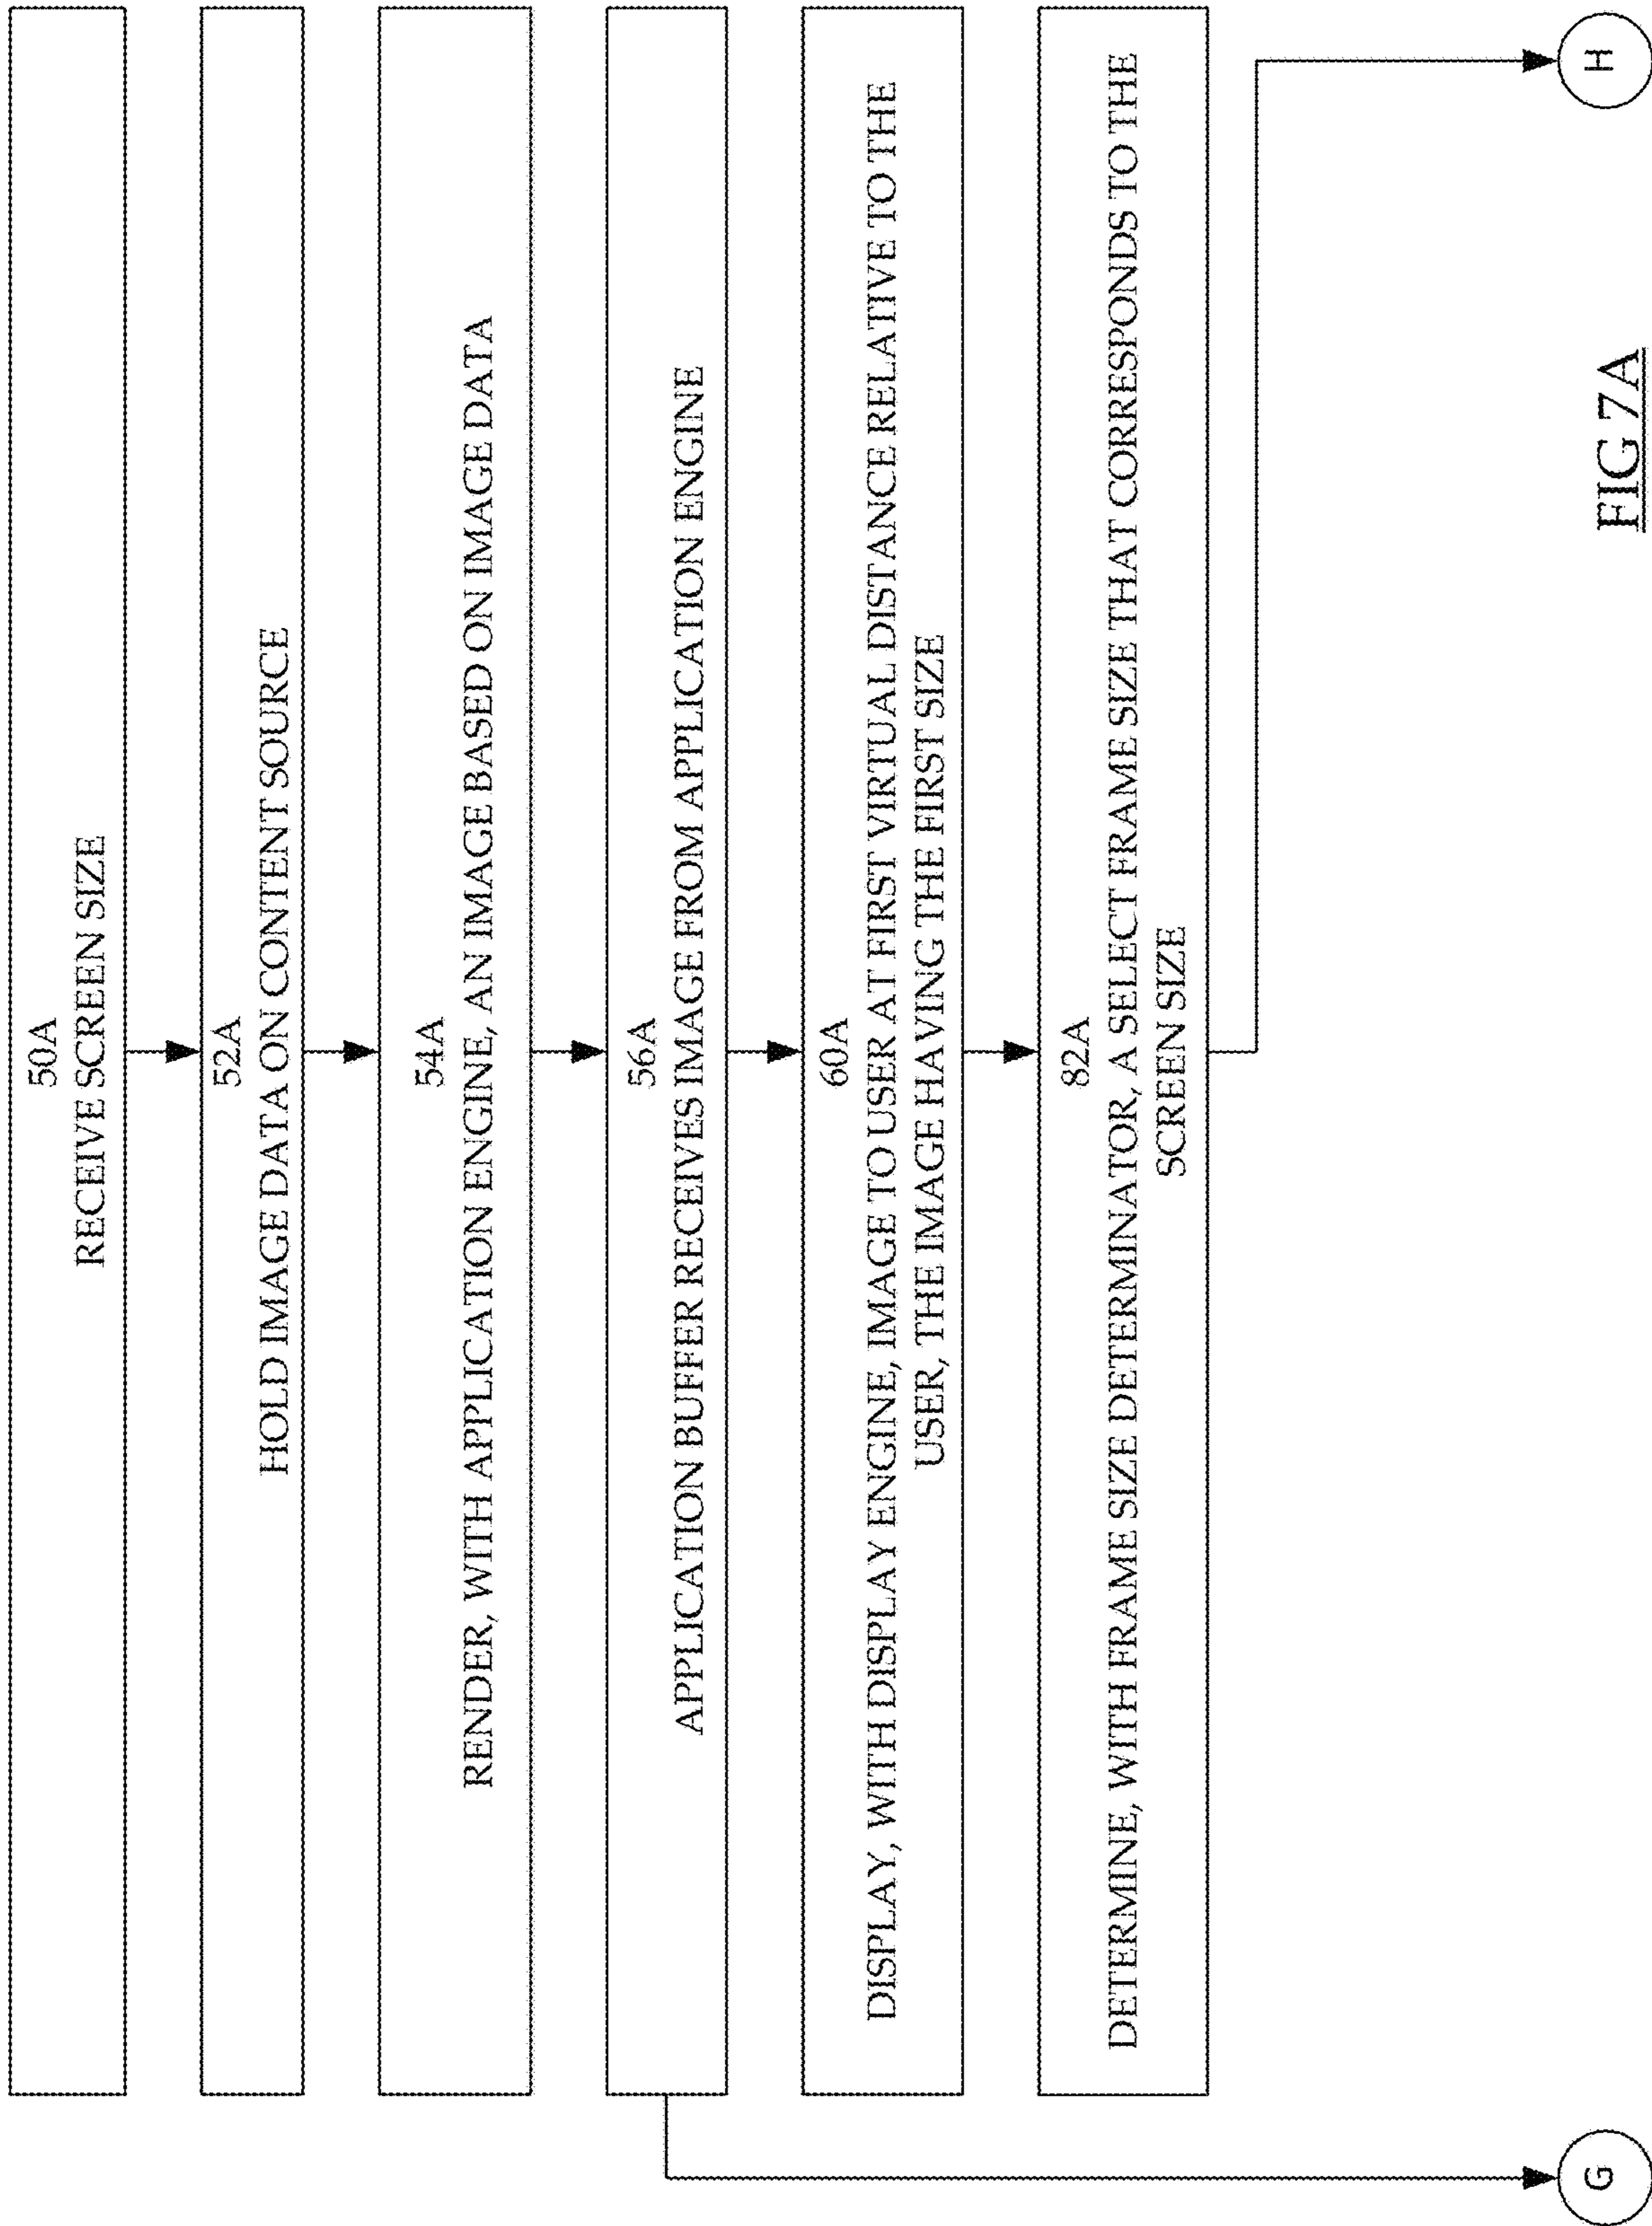 50A
RECEIVE SCREEN SIZE
52A
HOLD IMAGE DATA ON CONTENT SOURCE
54A
RENDER, WITH APPLICATION ENGINE, AN IMAGE BASED ON IMAGE DATA
56A
APPLICATION BUFFER RECEIVES IMAGE FROM APPLICATION ENGINE
60A
DISPLAY, WITH DISPLAY ENGINE, IMAGE TO USER AT FIRST VIRTUAL DISTANCE RELATIVE TO THE
USER, THE IMAGE HAVING THE FIRST SIZE
82A
DETERMINE, WITH FRAME SIZE DETERMINATOR, A SELECT FRAME SIZE THAT CORRESPONDS TO THE
SCREEN SIZE
G
H
FIG 7A